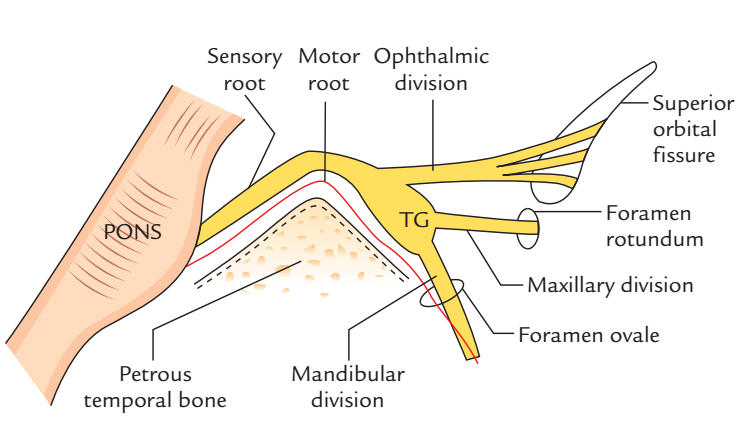 Sensory
root
Motor
root
Ophthalmic
division
Superior
orbital
fissure
PONS
TG
Foramen
rotundum
Maxillary division
Foramen ovale
Petrous
temporal bone
Mandibular
division